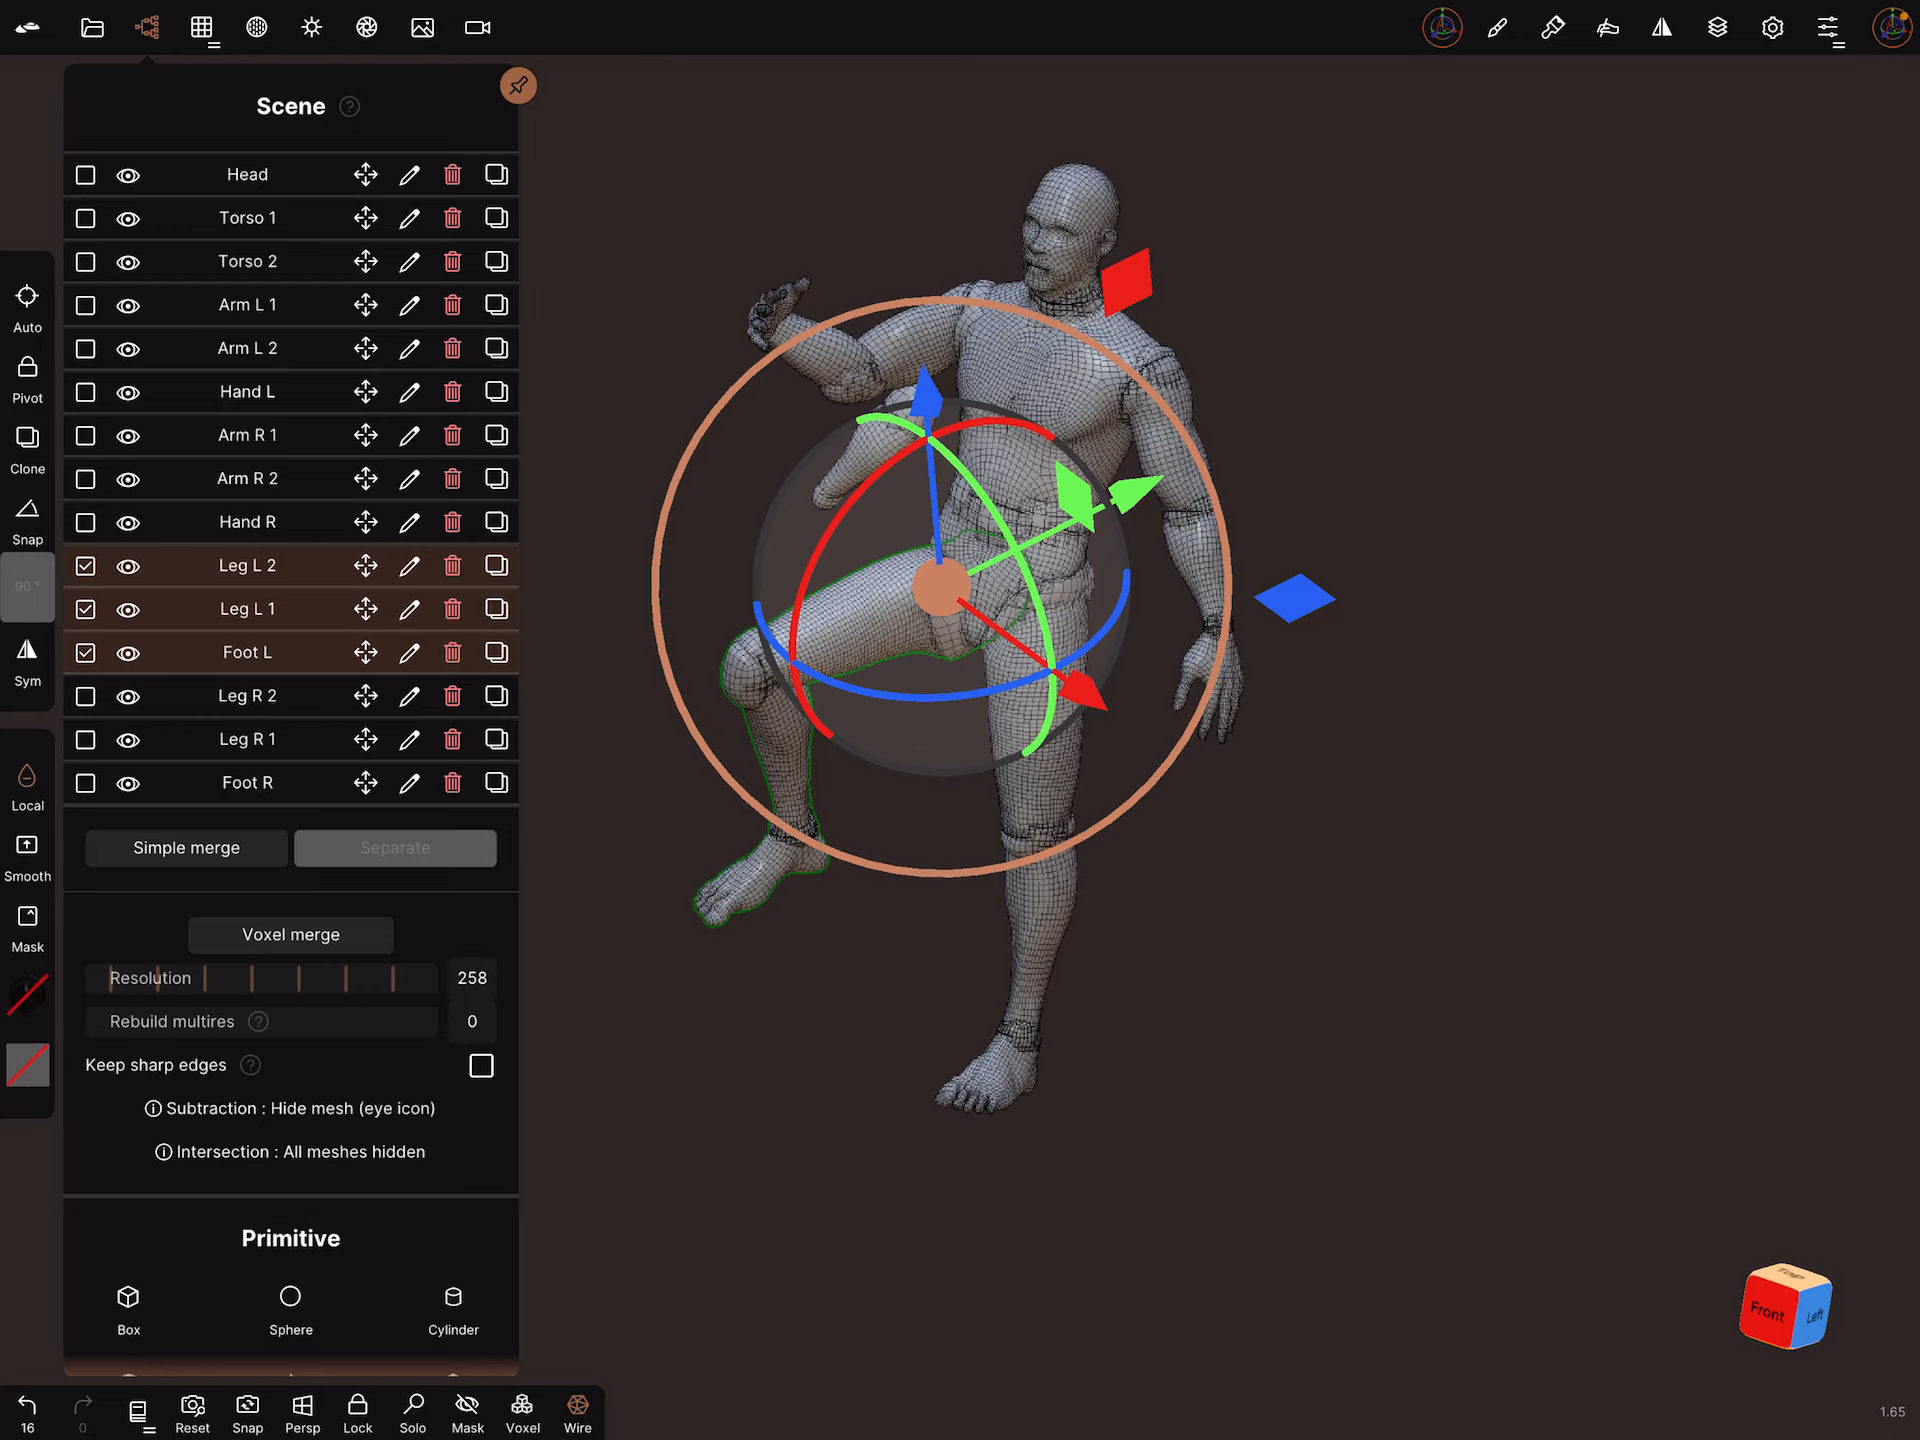 Scene
Head
Torso 1
Torso 2
Arm L 1
Arm L 2
Hand L
Arm R 1
Arm R 2
Hand R
Leg L 2
Leg L 1
Foot L
Leg R 2
Leg R 1
Foot R
Simple merge
Separate
Voxel merge
Resolution 258
Rebuild multires 0
Keep sharp edges
Subtraction : Hide mesh (eye icon)
Intersection : All meshes hidden
Primitive
Box
Sphere
Cylinder
Auto
Pivot
Clone
Snap
90 °
Sym
Local
Smooth
Mask
16
0
Reset
Snap
Persp
Lock
Solo
Mask
Voxel
Wire
Top
Front
Left
1.65